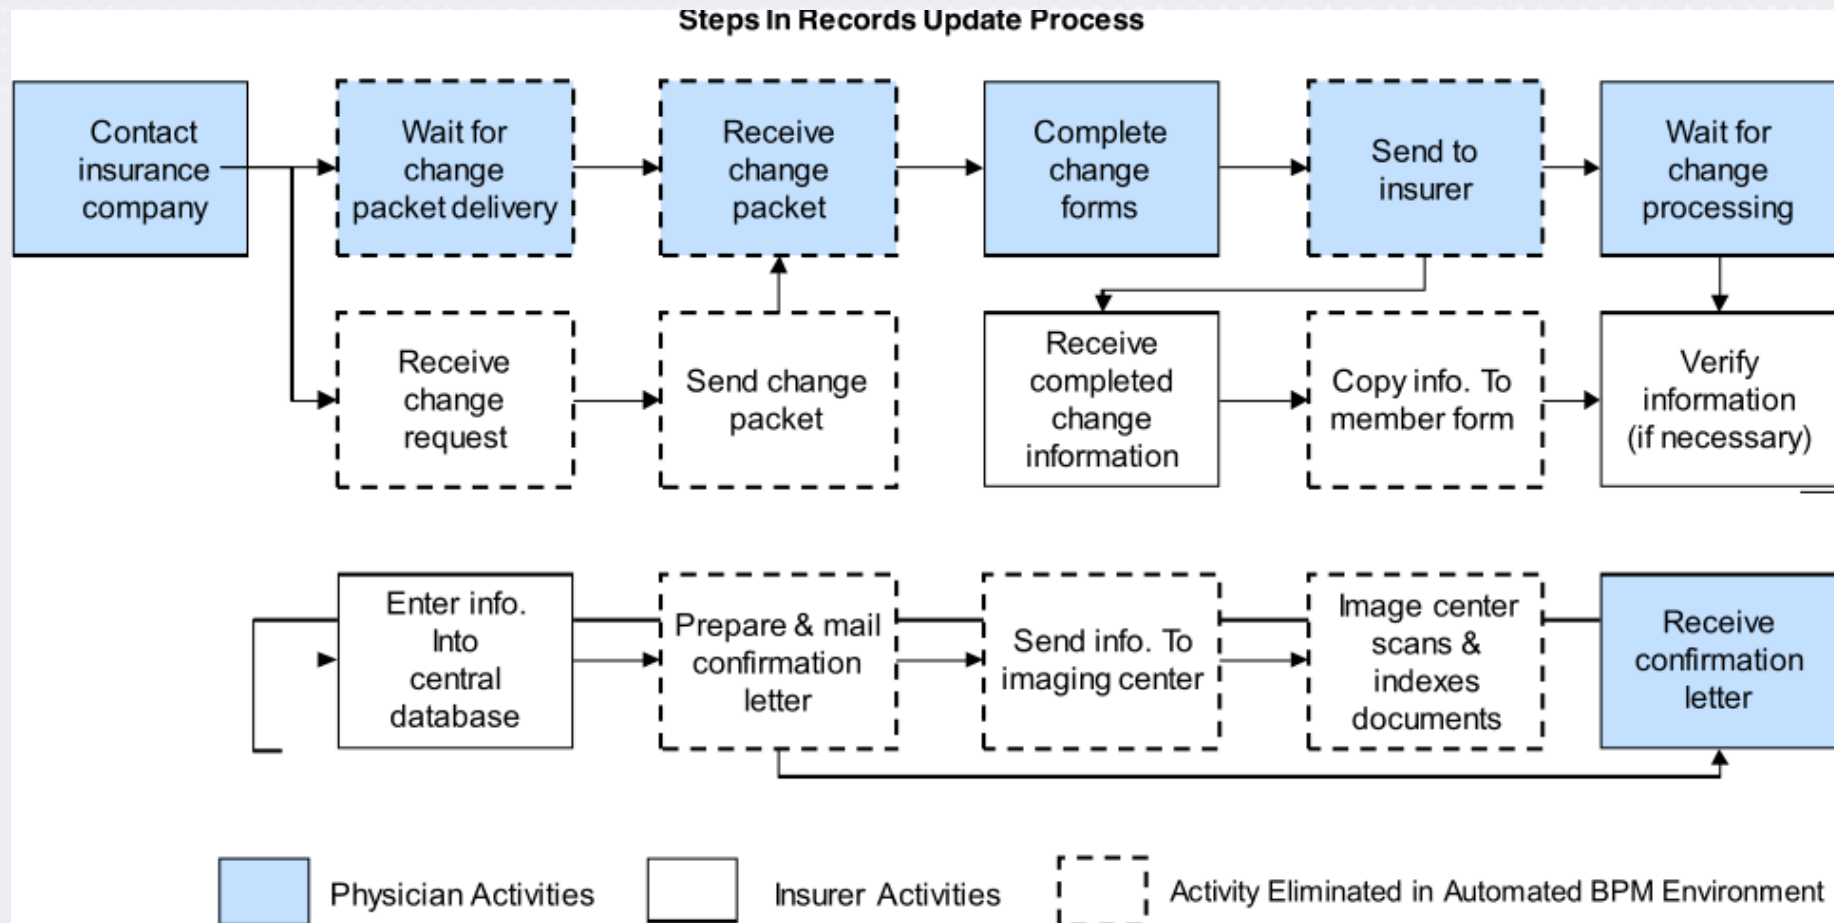 Steps In Records Update Process
Contact
insurance
company
Wait for
change
packet delivery
Receive
change
packet
Complete
change
forms
Send to
insurer
Wait for
change
processing
Receive
change
request
Send change
packet
Receive
completed
change
information
Copy info. To
member form
Verify
information
(if necessary)
Enter info.
Into
central
database
Prepare & mail
confirmation
letter
Send info. To
imaging center
Image center
scans &
indexes
documents
Receive
confirmation
letter
Physician Activities
Insurer Activities
Activity Eliminated in Automated BPM Environment